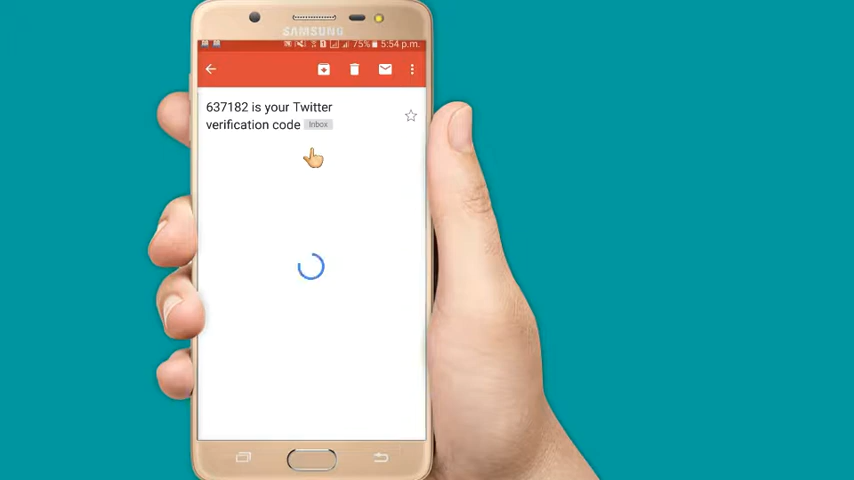 SAMSUNG
75% 5:54 p.m.
637182 is your Twitter
verification code Inbox